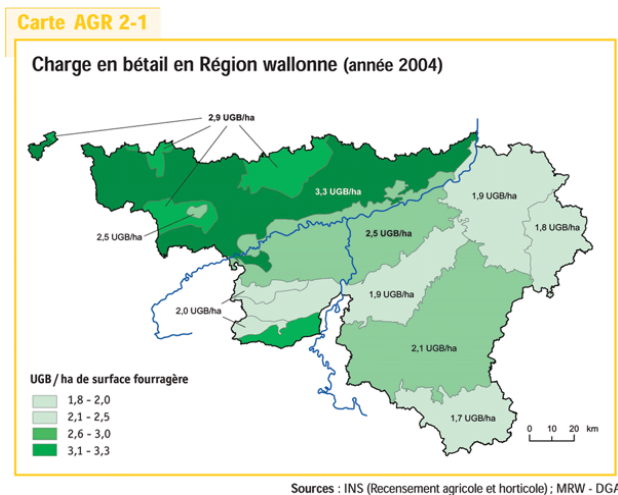 Carte AGR 2-1
Charge en bétail en Région wallonne (année 2004)
2,9 UGB/ha
3,3 UGB/ha
1,9 UGB/ha
1,8 UGB/ha
2,5 UGB/ha
2,5 UGB/ha
1,9 UGB/ha
2,0 UGB/ha
2,1 UGB/ha
1,7 UGB/ha
UGB / ha de surface fourragère
1,8 - 2,0
2,1 - 2,5
2,6 - 3,0
3,1 - 3,3
0 10 20 km
Sources : INS (Recensement agricole et horticole) ; MRW - DGA